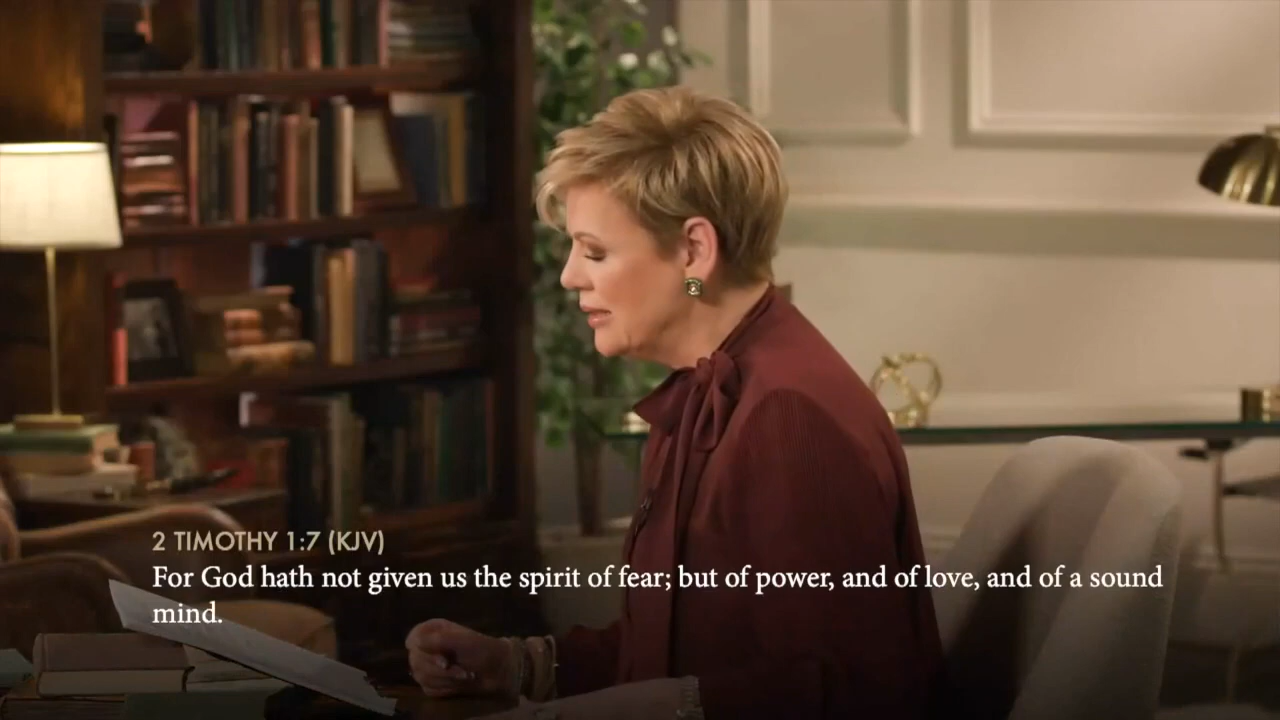 2 TIMOTHY 1:7 (KJV)
For God hath not given us the spirit of fear; but of power, and of love, and of a sound
mind.